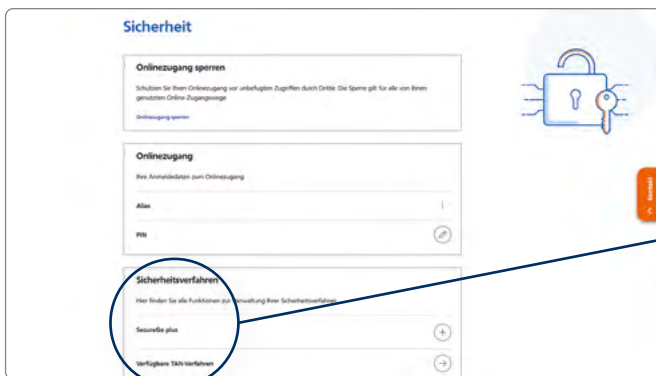 Sicherheit
Onlinezugang sperren
Schützen Sie Ihren Onlinezugang vor unbefugten Zugriffen durch Dritte. Die Sperre gilt für alle von Ihnen
genutzten Online-Zugangswege
Onlinezugang sperren
Onlinezugang
Ihre Anmeldedaten zum Onlinezugang
Alias
PIN
Kontakt
Sicherheitsverfahren
Hier finden Sie alle Funktionen zur Verwaltung Ihrer Sicherheitsverfahren
SecureGo plus
Verfügbare TAN-Verfahren